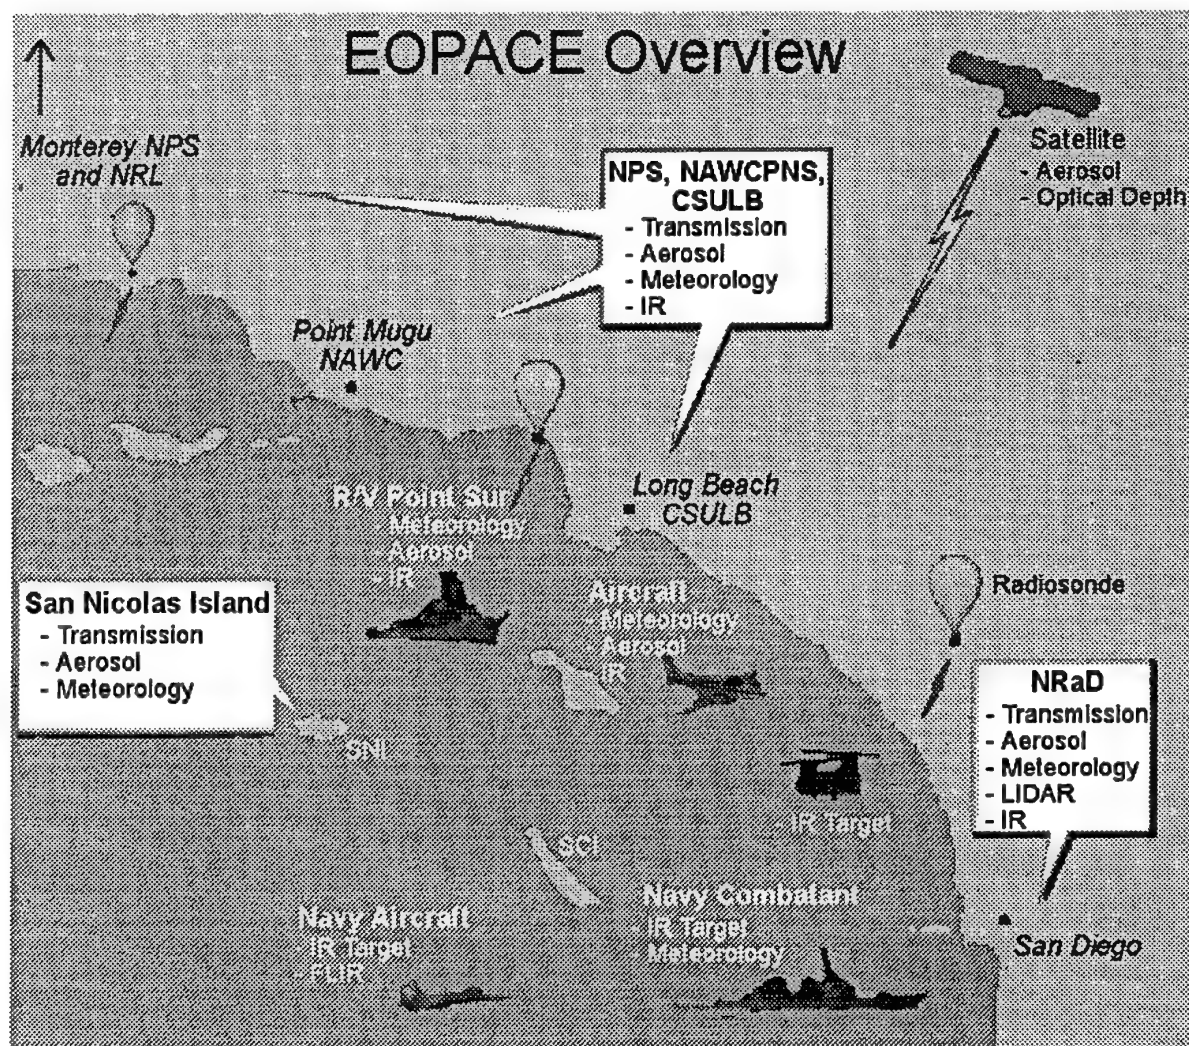 EOPACE Overview
Monterey NPS
and NRL
Satellite
- Aerosol
- Optical Depth
NPS, NAWCPNS,
CSULB
- Transmission
- Aerosol
- Meteorology
- IR
Point Mugu
NAWC
Long Beach
CSULB
R/V Point Sur
- Meteorology
- Aerosol
- IR
Aircraft
- Meteorology
- Aerosol
- IR
Radiosonde
San Nicolas Island
- Transmission
- Aerosol
- Meteorology
SNI
NRaD
- Transmission
- Aerosol
- Meteorology
- LIDAR
- IR
- IR Target
SCI
Navy Aircraft
- IR Target
- FLIR
Navy Combatant
- IR Target
- Meteorology
San Diego